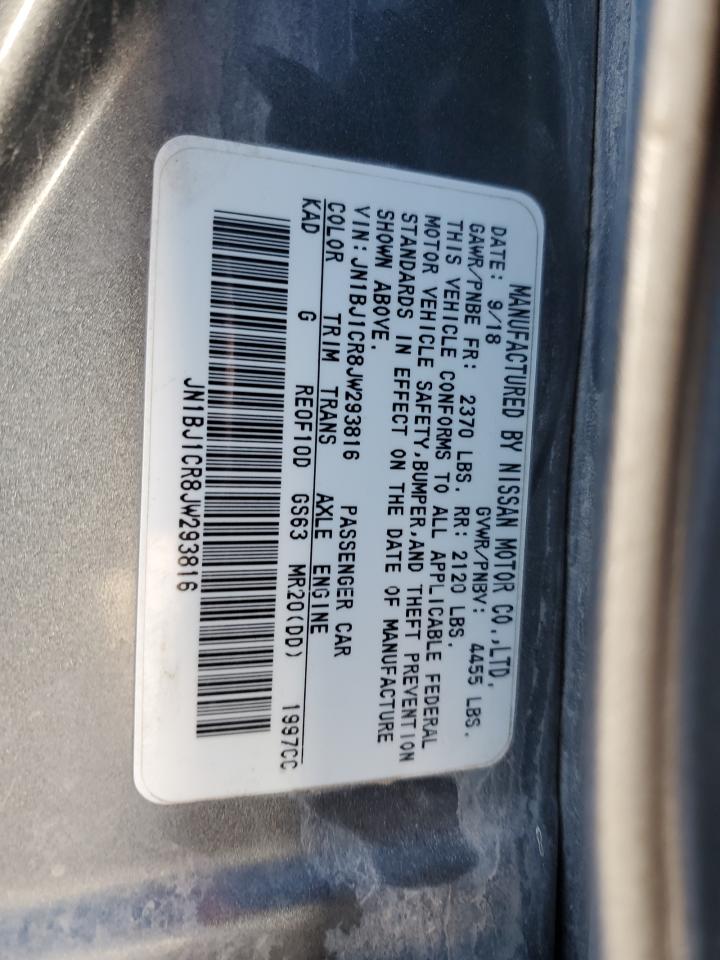 MANUFACTURED BY NISSAN MOTOR CO.,LTD.
DATE: 9/18 GVWR/PNBV: 4455 LBS.
GAWR/PNBE FR: 2370 LBS. RR: 2120 LBS.
THIS VEHICLE CONFORMS TO ALL APPLICABLE FEDERAL
MOTOR VEHICLE SAFETY,BUMPER,AND THEFT PREVENTION
STANDARDS IN EFFECT ON THE DATE OF MANUFACTURE
SHOWN ABOVE.
VIN:JN1BJ1CR8JW293816 PASSENGER CAR
COLOR TRIM TRANS AXLE ENGINE
KAD G RE0F10D GS63 MR20(DD) 1997CC
JN1BJ1CR8JW293816